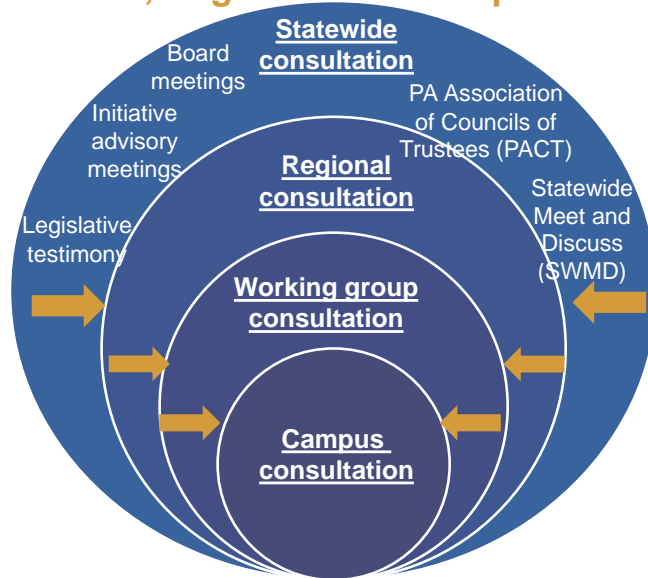 Statewide
consultation
Board
meetings
Initiative
advisory
meetings
Legislative
testimony
PA Association
of Councils of
Trustees (PACT)
Statewide
Meet and
Discuss
(SWMD)
Regional
consultation
Working group
consultation
Campus
consultation